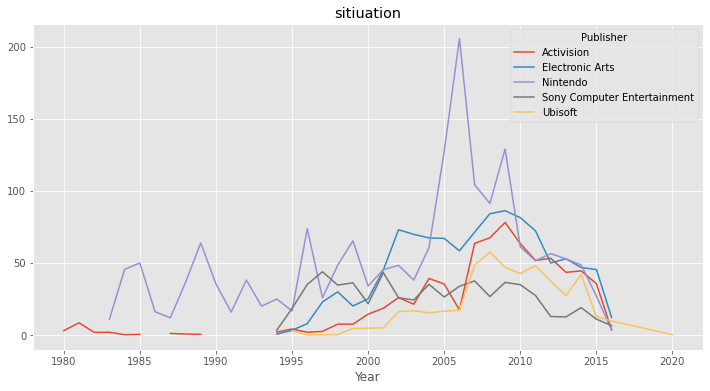 sitiuation
Publisher
Activision
Electronic Arts
Nintendo
Sony Computer Entertainment
Ubisoft
200
150
100
50
0
1980 1985 1990 1995 2000 2005 2010 2015 2020
Year